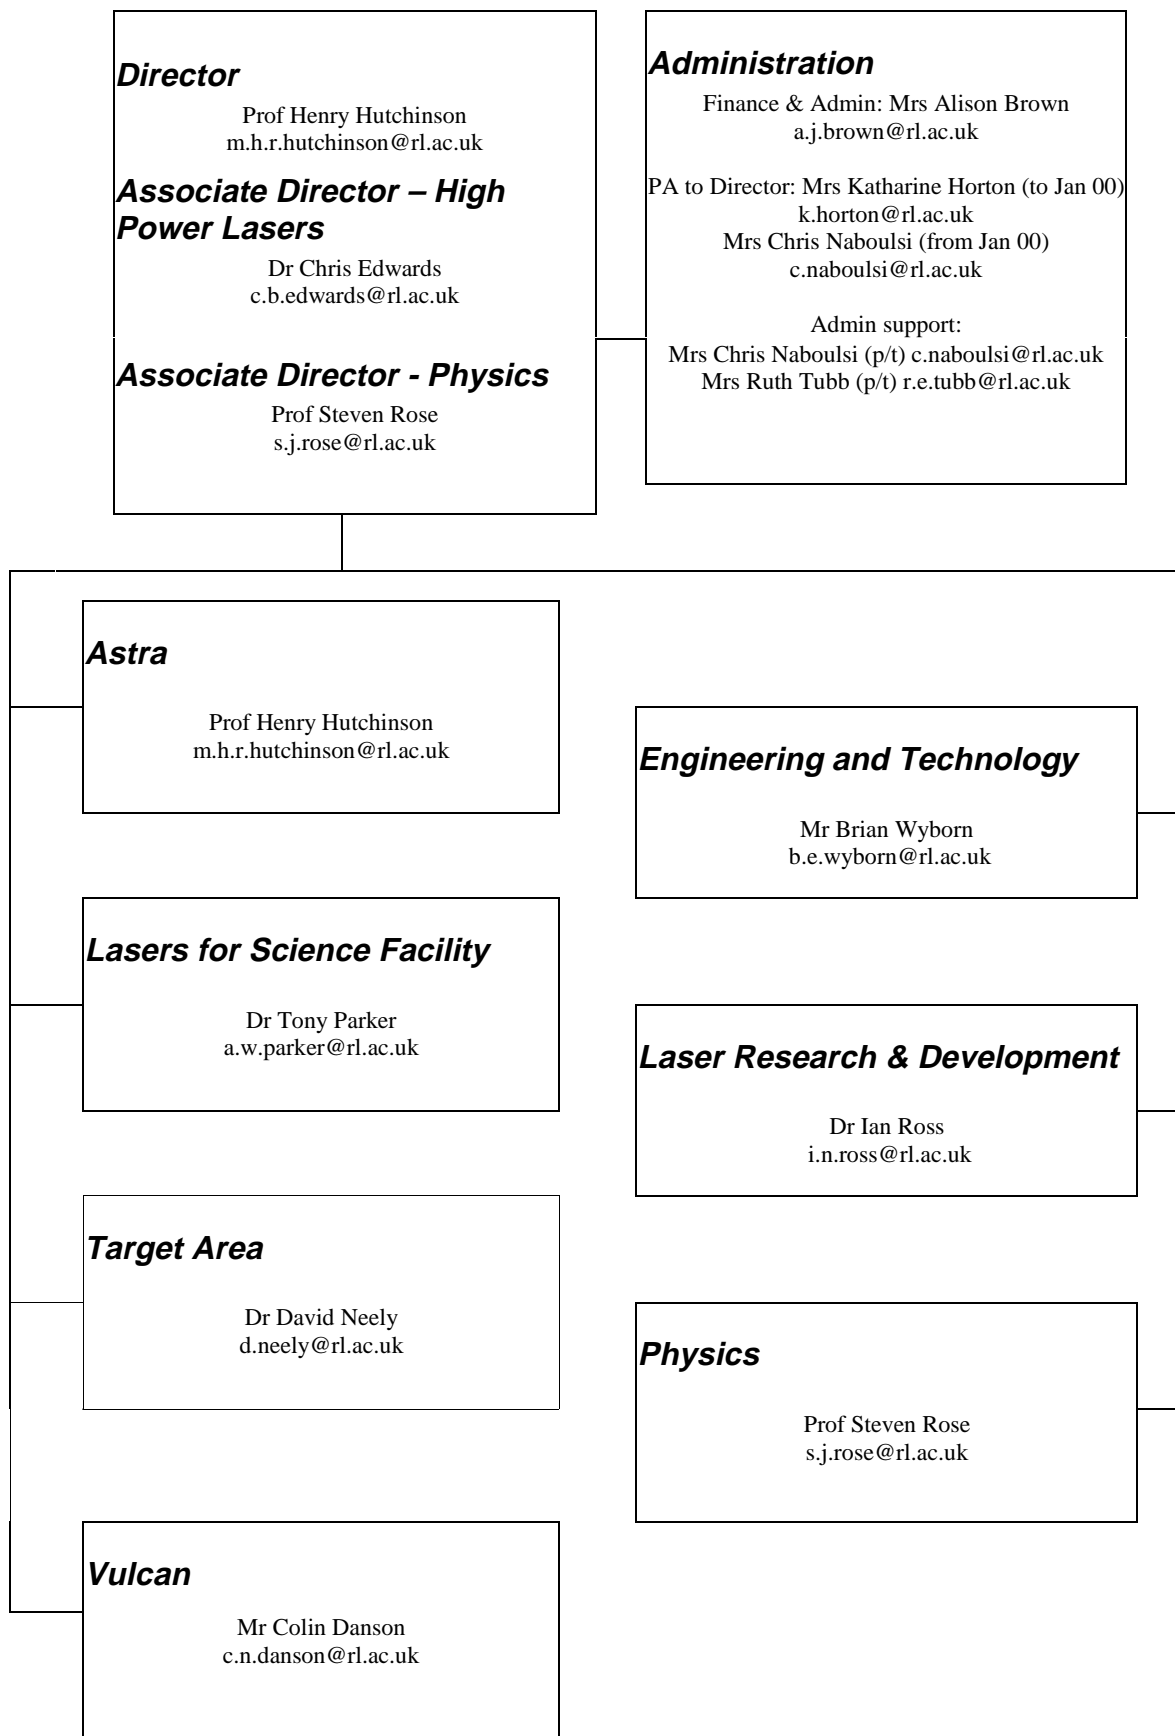 Director
Prof Henry Hutchinson
m.h.r.hutchinson@rl.ac.uk
Associate Director – High
Power Lasers
Dr Chris Edwards
c.b.edwards@rl.ac.uk
Associate Director - Physics
Prof Steven Rose
s.j.rose@rl.ac.uk
Administration
Finance & Admin: Mrs Alison Brown
a.j.brown@rl.ac.uk
PA to Director: Mrs Katharine Horton (to Jan 00)
k.horton@rl.ac.uk
Mrs Chris Naboulsi (from Jan 00)
c.naboulsi@rl.ac.uk
Admin support:
Mrs Chris Naboulsi (p/t) c.naboulsi@rl.ac.uk
Mrs Ruth Tubb (p/t) r.e.tubb@rl.ac.uk
Astra
Prof Henry Hutchinson
m.h.r.hutchinson@rl.ac.uk
Lasers for Science Facility
Dr Tony Parker
a.w.parker@rl.ac.uk
Target Area
Dr David Neely
d.neely@rl.ac.uk
Vulcan
Mr Colin Danson
c.n.danson@rl.ac.uk
Engineering and Technology
Mr Brian Wyborn
b.e.wyborn@rl.ac.uk
Laser Research & Development
Dr Ian Ross
i.n.ross@rl.ac.uk
Physics
Prof Steven Rose
s.j.rose@rl.ac.uk